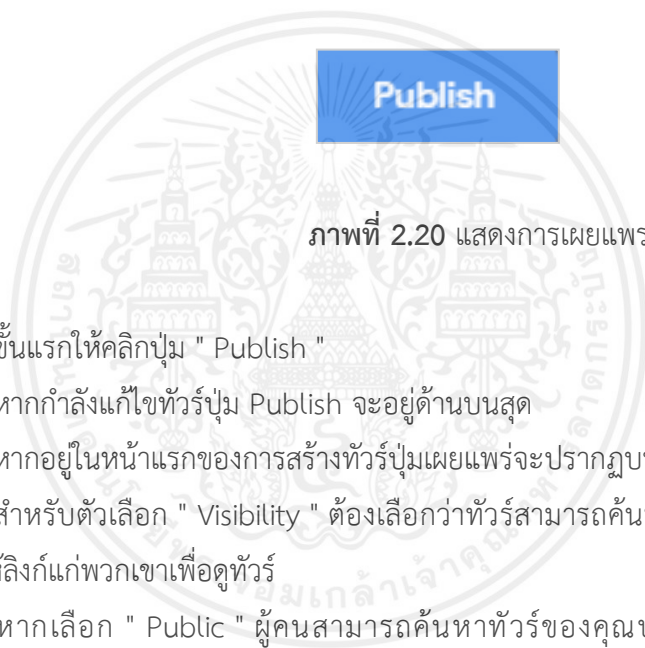 Publish
ภาพที่ 2.20 แสดงการเผยแพร
ขั้นแรกให้คลิกปุ่ม " Publish "
หากกำลังแก้ไขทัวร์ปุ่ม Publish จะอยู่ด้านบนสุด
หากอยู่ในหน้าแรกของการสร้างทัวร์ปุ่มเผยแพร่จะปรากฏบ
สำหรับตัวเลือก " Visibility " ต้องเลือกว่าทัวร์สามารถค้น
ลิงก์แก่พวกเขาเพื่อดูทัวร์
หากเลือก " Public " ผู้คนสามารถค้นหาทัวร์ของคุณ